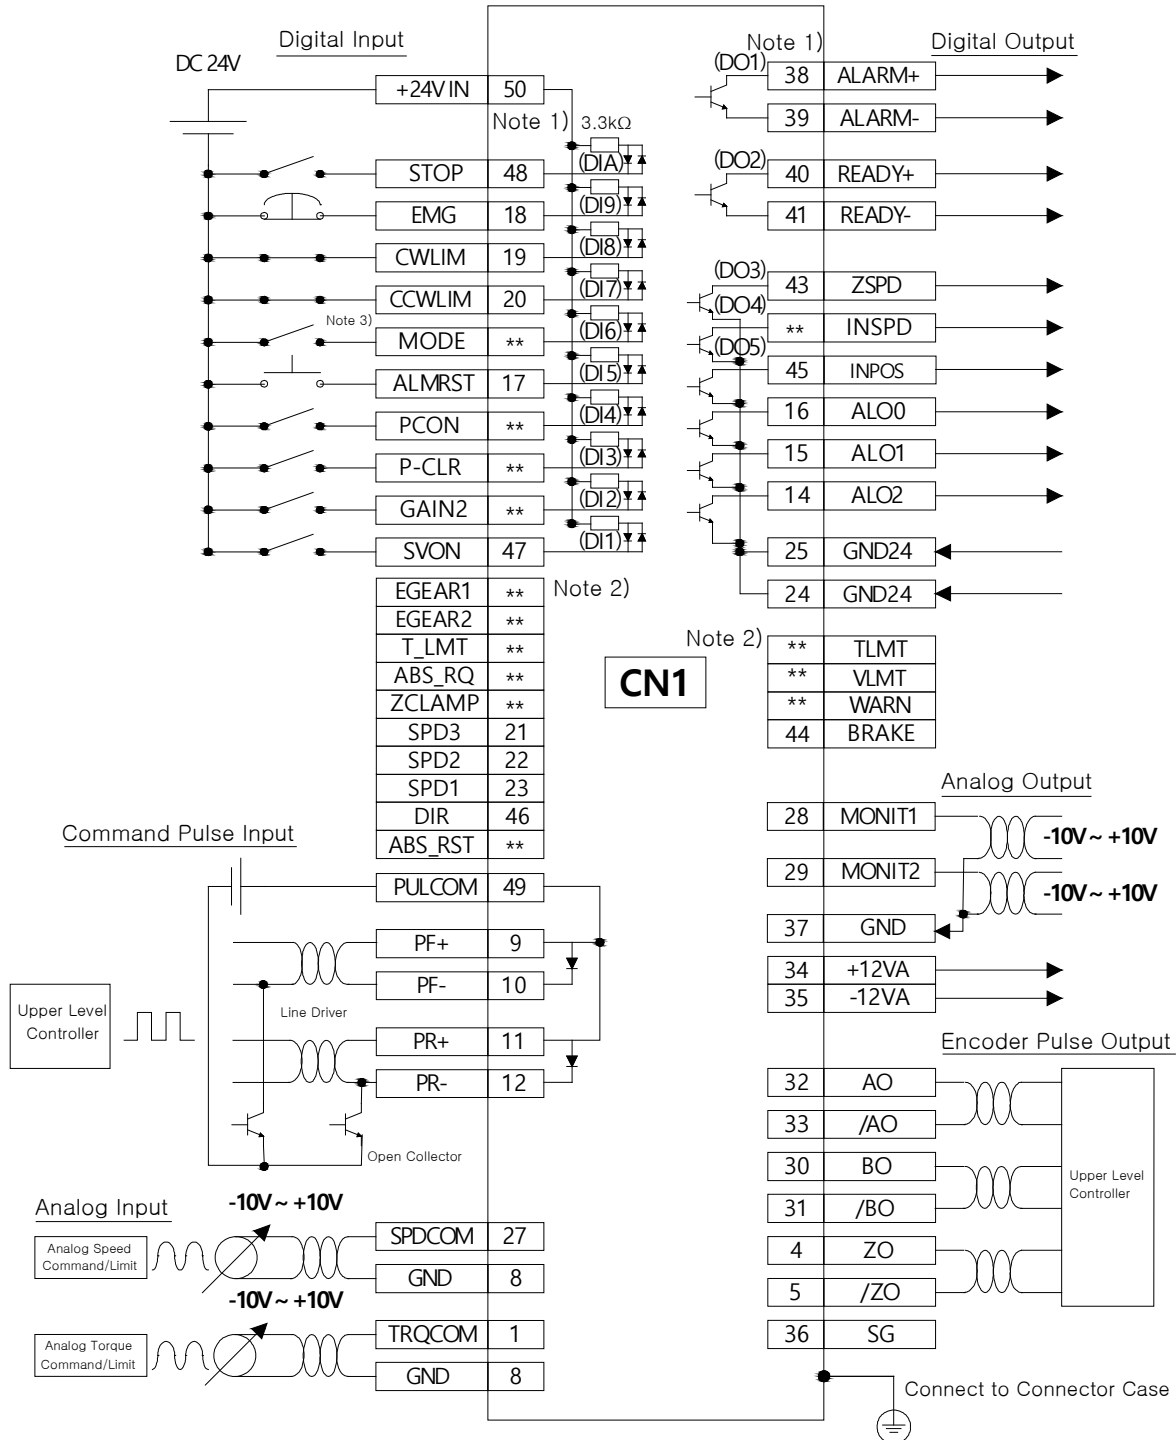 Digital Input
DC 24V
+24V IN 50
Note 1)
3.3kΩ
(DIA)
STOP 48
(DI9)
EMG 18
(DI8)
CWLIM 19
(DI7)
CCWLIM 20
Note 3)
(DI6)
MODE **
(DI5)
ALMRST 17
(DI4)
PCON **
(DI3)
P-CLR **
(DI2)
GAIN2 **
(DI1)
SVON 47
EGEAR1 **
Note 2)
EGEAR2 **
T_LMT **
ABS_RQ **
ZCLAMP **
SPD3 21
SPD2 22
SPD1 23
DIR 46
ABS_RST **
Command Pulse Input
PULCOM 49
PF+ 9
PF- 10
Line Driver
Upper Level
Controller
PR+ 11
PR- 12
Open Collector
Analog Input
-10V ~ +10V
Analog Speed
Command/Limit
SPDCOM 27
GND 8
-10V ~ +10V
Analog Torque
Command/Limit
TRQCOM 1
GND 8
CN1
Note 1)
Digital Output
(DO1)
38 ALARM+
39 ALARM-
(DO2)
40 READY+
41 READY-
(DO3)
43 ZSPD
(DO4)
** INSPD
(DO5)
45 INPOS
16 ALO0
15 ALO1
14 ALO2
25 GND24
24 GND24
Note 2)
** TLMT
** VLMT
** WARN
44 BRAKE
Analog Output
28 MONIT1
-10V ~ +10V
29 MONIT2
-10V ~ +10V
37 GND
34 +12VA
35 -12VA
Encoder Pulse Output
32 AO
33 /AO
30 BO
31 /BO
4 ZO
5 /ZO
Upper Level
Controller
36 SG
Connect to Connector Case